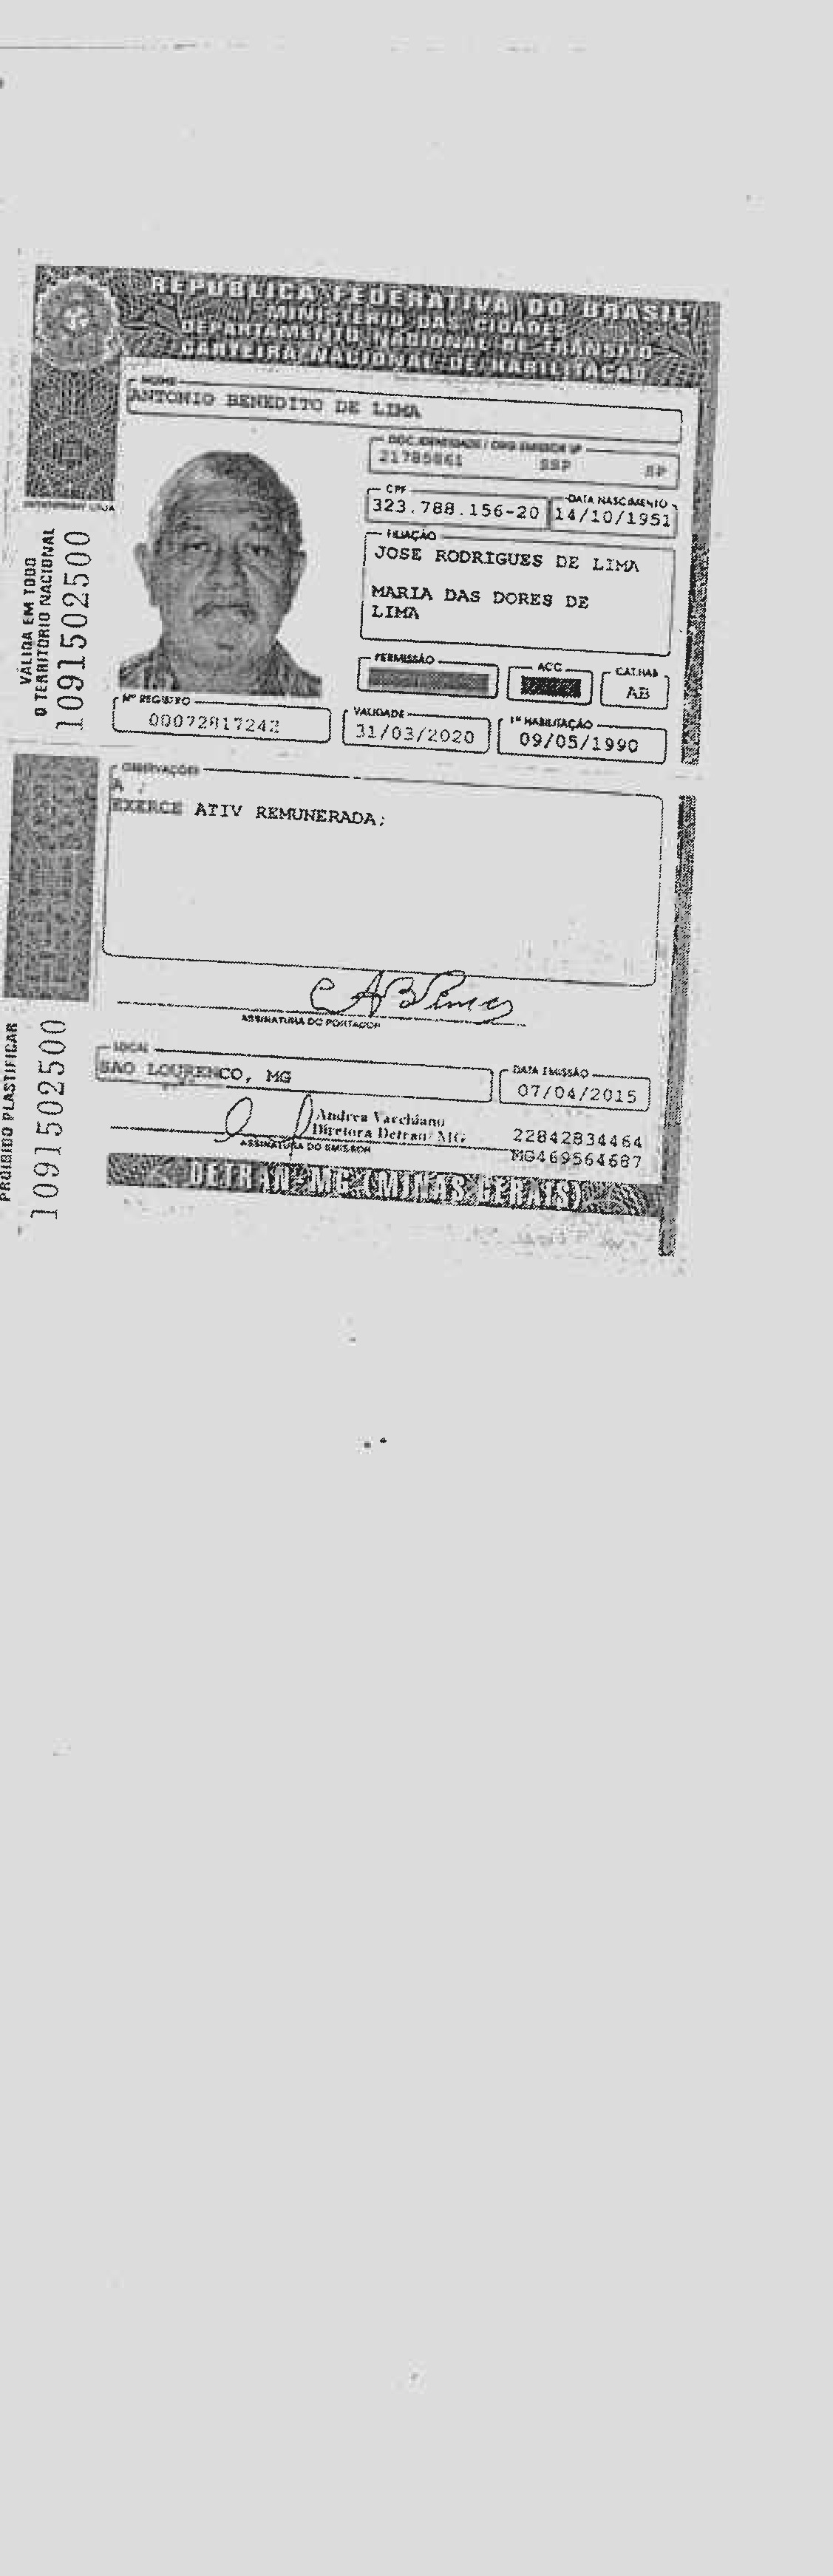 REPUBLICA FEDERATIVA DO BRASIL
MINISTERIO DAS CIDADES
DEPARTAMENTO NACIONAL DE TRANSITO
CARTEIRA NACIONAL DE HABILITACAO
NOME
ANTONIO BENEDITO DE LIMA
DOC. IDENTIDADE / ORG EMISSOR UF
SSP SP
CPF
323.788.156-20
DATA NASCIMENTO
14/10/1951
FILIAÇÃO
JOSE RODRIGUES DE LIMA
MARIA DAS DORES DE
LIMA
PERMISSÃO
ACC
CAT.HAB
AB
Nº REGISTRO
VALIDADE
31/03/2020
1ª HABILITAÇÃO
09/05/1990
VÁLIDA EM TODO
O TERRITÓRIO NACIONAL
1091502500
OBSERVAÇÕES
A ;
EXERCE ATIV REMUNERADA;
ASSINATURA DO PORTADOR
LOCAL
SAO LOURENCO, MG
DATA EMISSÃO
07/04/2015
Andrea Vacchiano
Diretora Detran/MG
ASSINATURA DO EMISSOR
22842834464
MG469564687
PROIBIDO PLASTIFICAR
1091502500
DETRAN-MG (MINAS GERAIS)